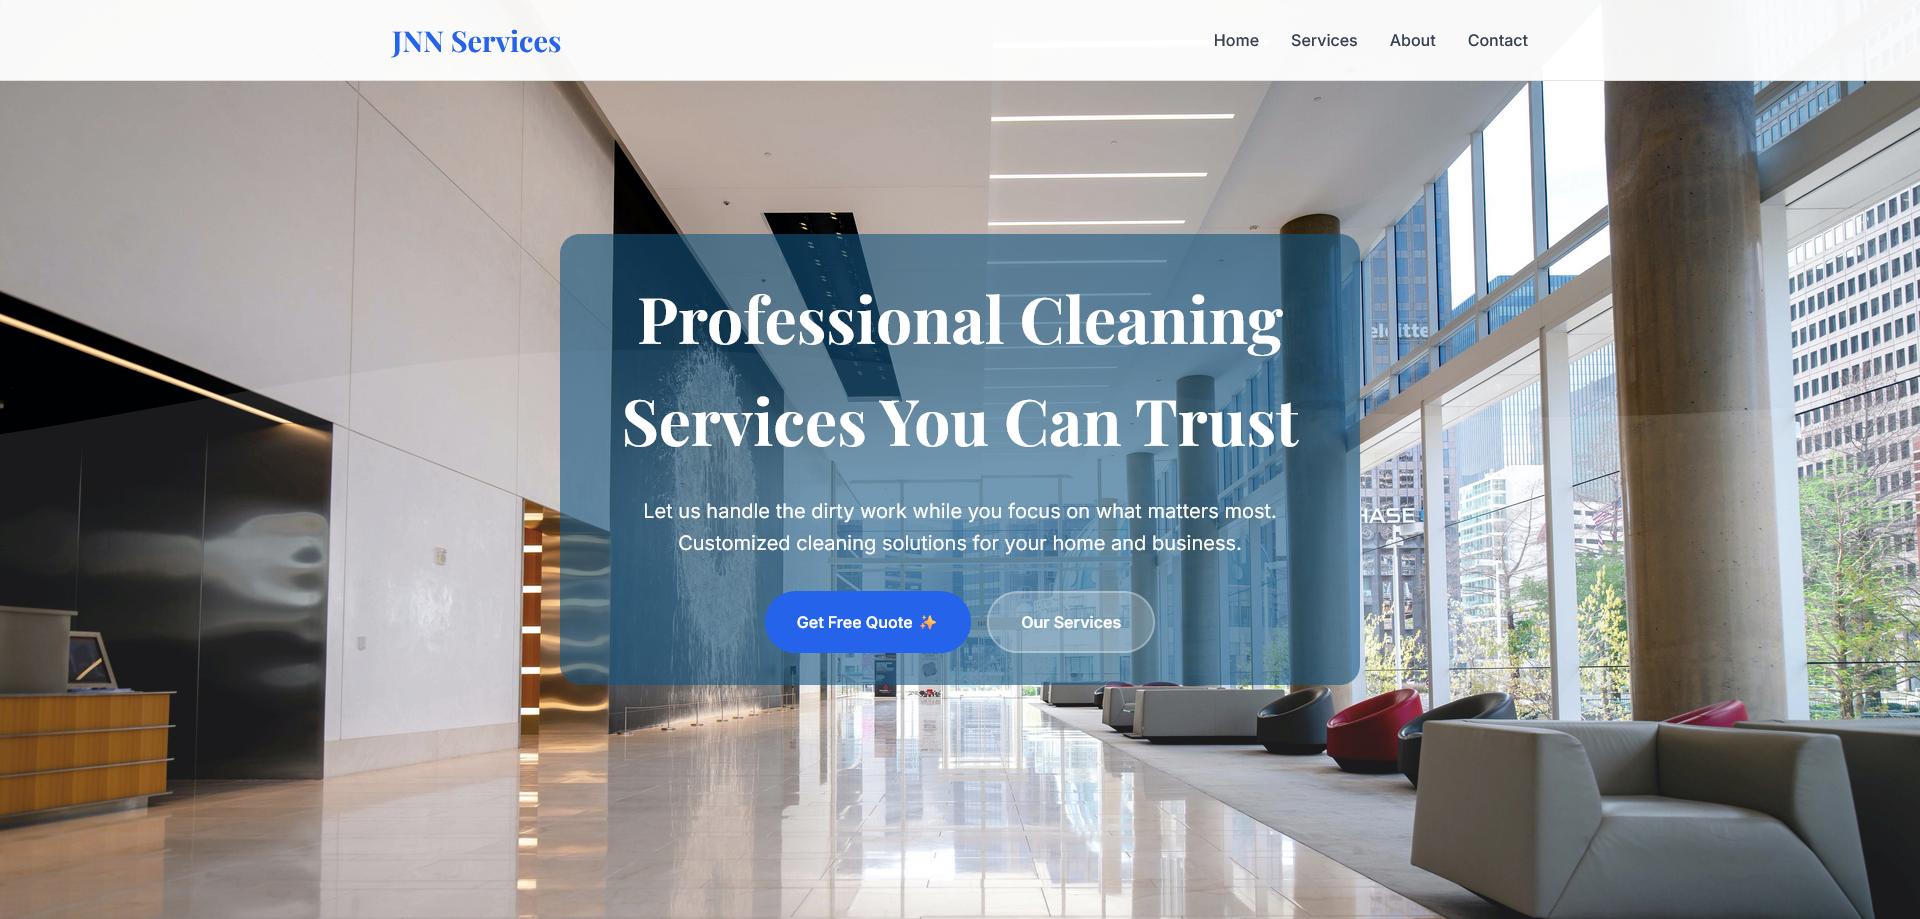 JNN Services
Home
Services
About
Contact
Professional Cleaning
Services You Can Trust
Let us handle the dirty work while you focus on what matters most.
Customized cleaning solutions for your home and business.
Get Free Quote ✨
Our Services